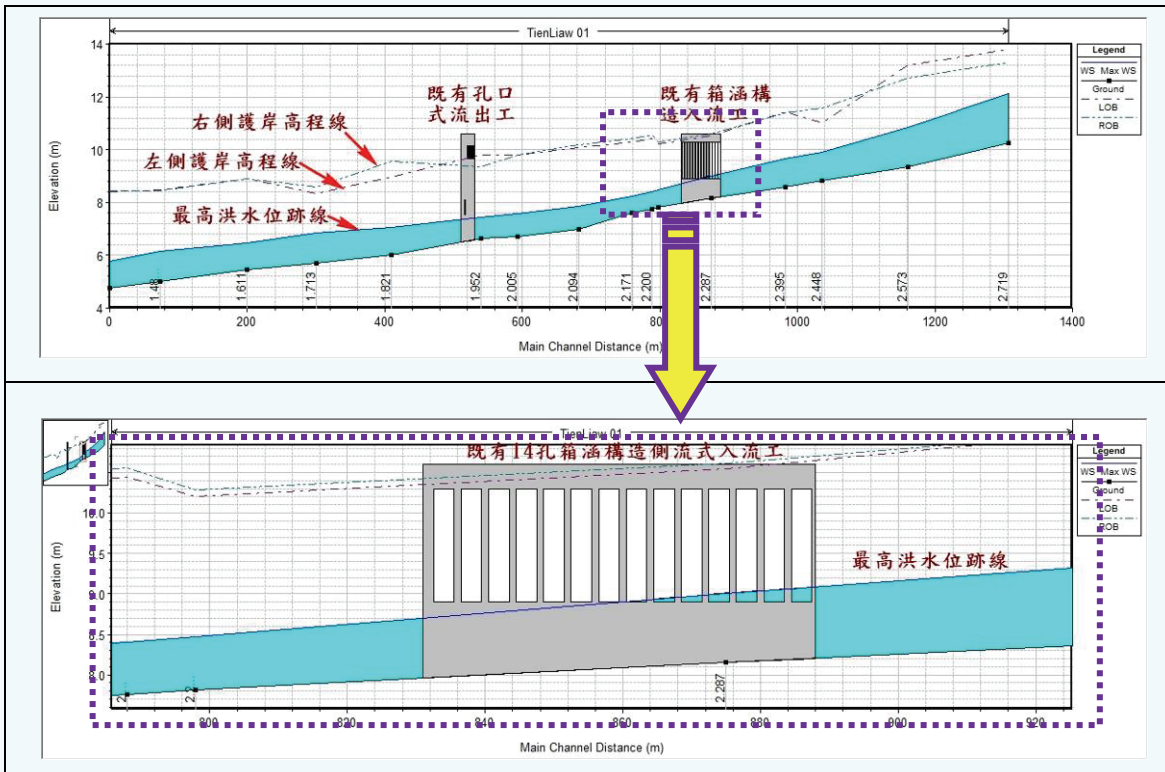 TienLiaw 01
14
12
10
8
6
4
Elevation (m)
既有孔口
式流出工
既有箱涵構
造入流工
右側護岸高程線
左側護岸高程線
最高洪水位跡線
1.48
1.611
1.713
1.821
1.952
2.005
2.094
2.171
2.200
2.287
2.395
2.448
2.573
2.719
0
200
400
600
1000
1200
1400
Main Channel Distance (m)
Legend
WS Max WS
Ground
LOB
ROB
TienLiaw 01
既有14孔箱涵構造側流式入流工
10.0
9.5
9.0
8.5
8.0
Elevation (m)
最高洪水位跡線
2.287
800
820
840
860
880
900
920
Main Channel Distance (m)
Legend
WS Max WS
Ground
LOB
ROB